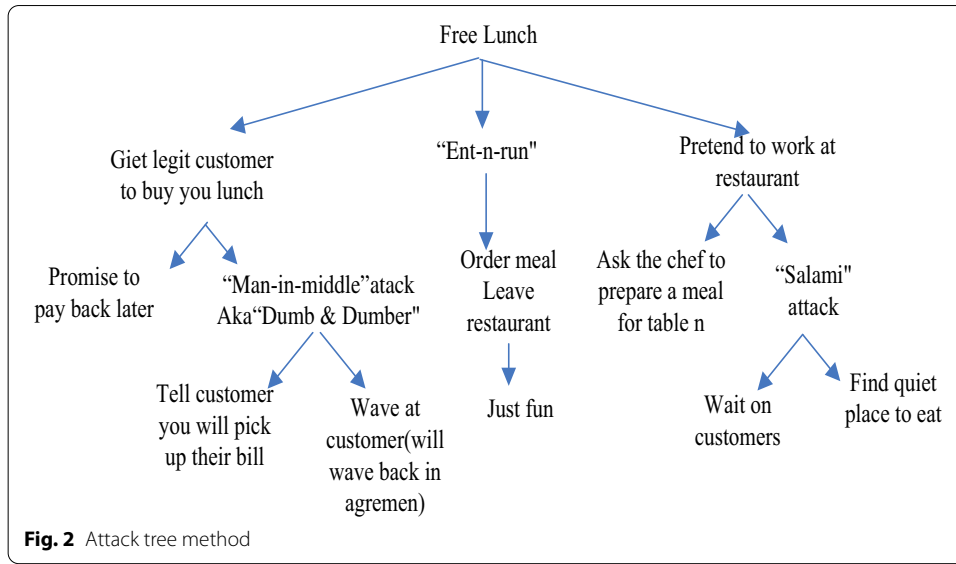 Free Lunch
Giet legit customer
to buy you lunch
“Ent-n-run"
Pretend to work at
restaurant
Promise to
pay back later
“Man-in-middle”atack
Aka“Dumb & Dumber"
Order meal
Leave
restaurant
Ask the chef to
prepare a meal
for table n
“Salami"
attack
Tell customer
you will pick
up their bill
Wave at
customer(will
wave back in
agremen)
Just fun
Wait on
customers
Find quiet
place to eat
Fig. 2 Attack tree method